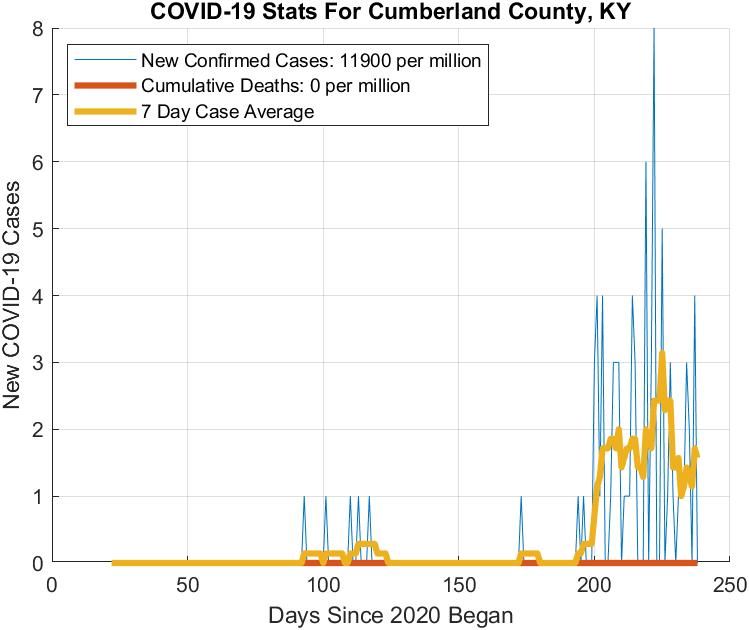 COVID-19 Stats For Cumberland County, KY
New Confirmed Cases: 11900 per million
Cumulative Deaths: 0 per million
7 Day Case Average
New COVID-19 Cases
8
7
6
5
4
3
2
1
0
0 50 100 150 200 250
Days Since 2020 Began